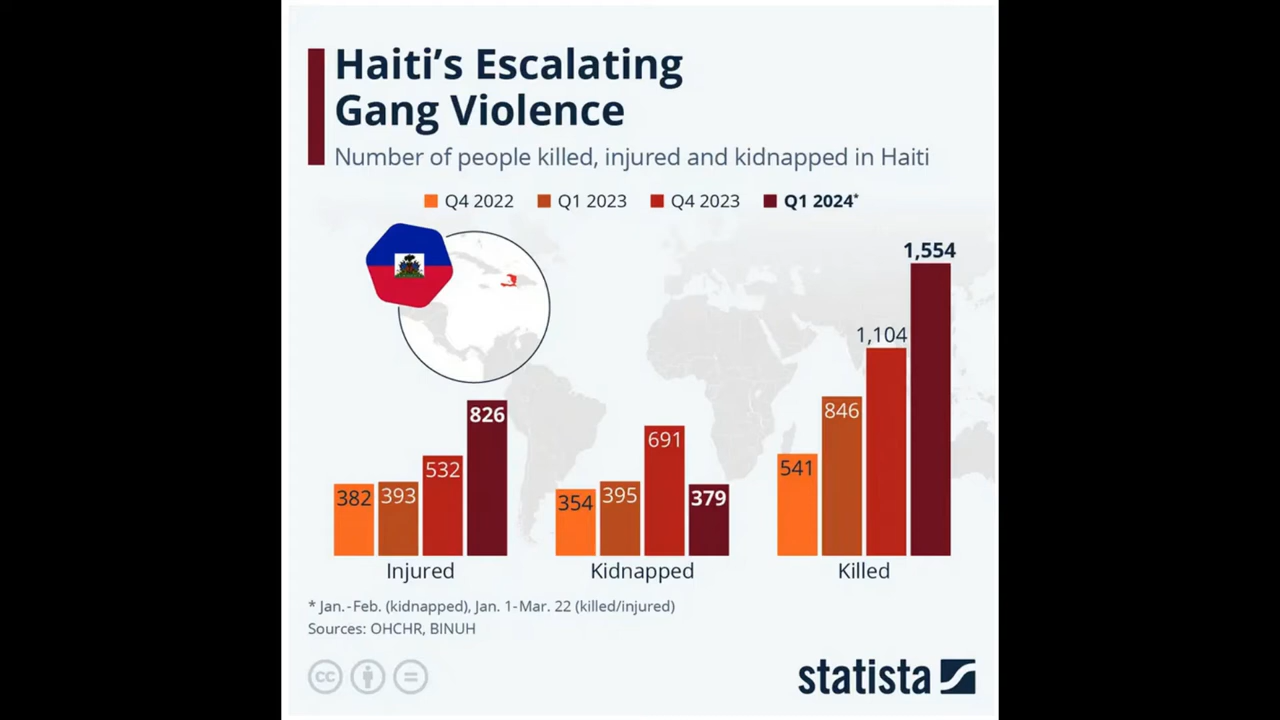 Haiti's Escalating
Gang Violence
Number of people killed, injured and kidnapped in Haiti
Q4 2022 Q1 2023 Q4 2023 Q1 2024*
382 393 532 826
Injured
354 395 691 379
Kidnapped
541 846 1,104 1,554
Killed
* Jan.-Feb. (kidnapped), Jan. 1-Mar. 22 (killed/injured)
Sources: OHCHR, BINUH
cc
statista